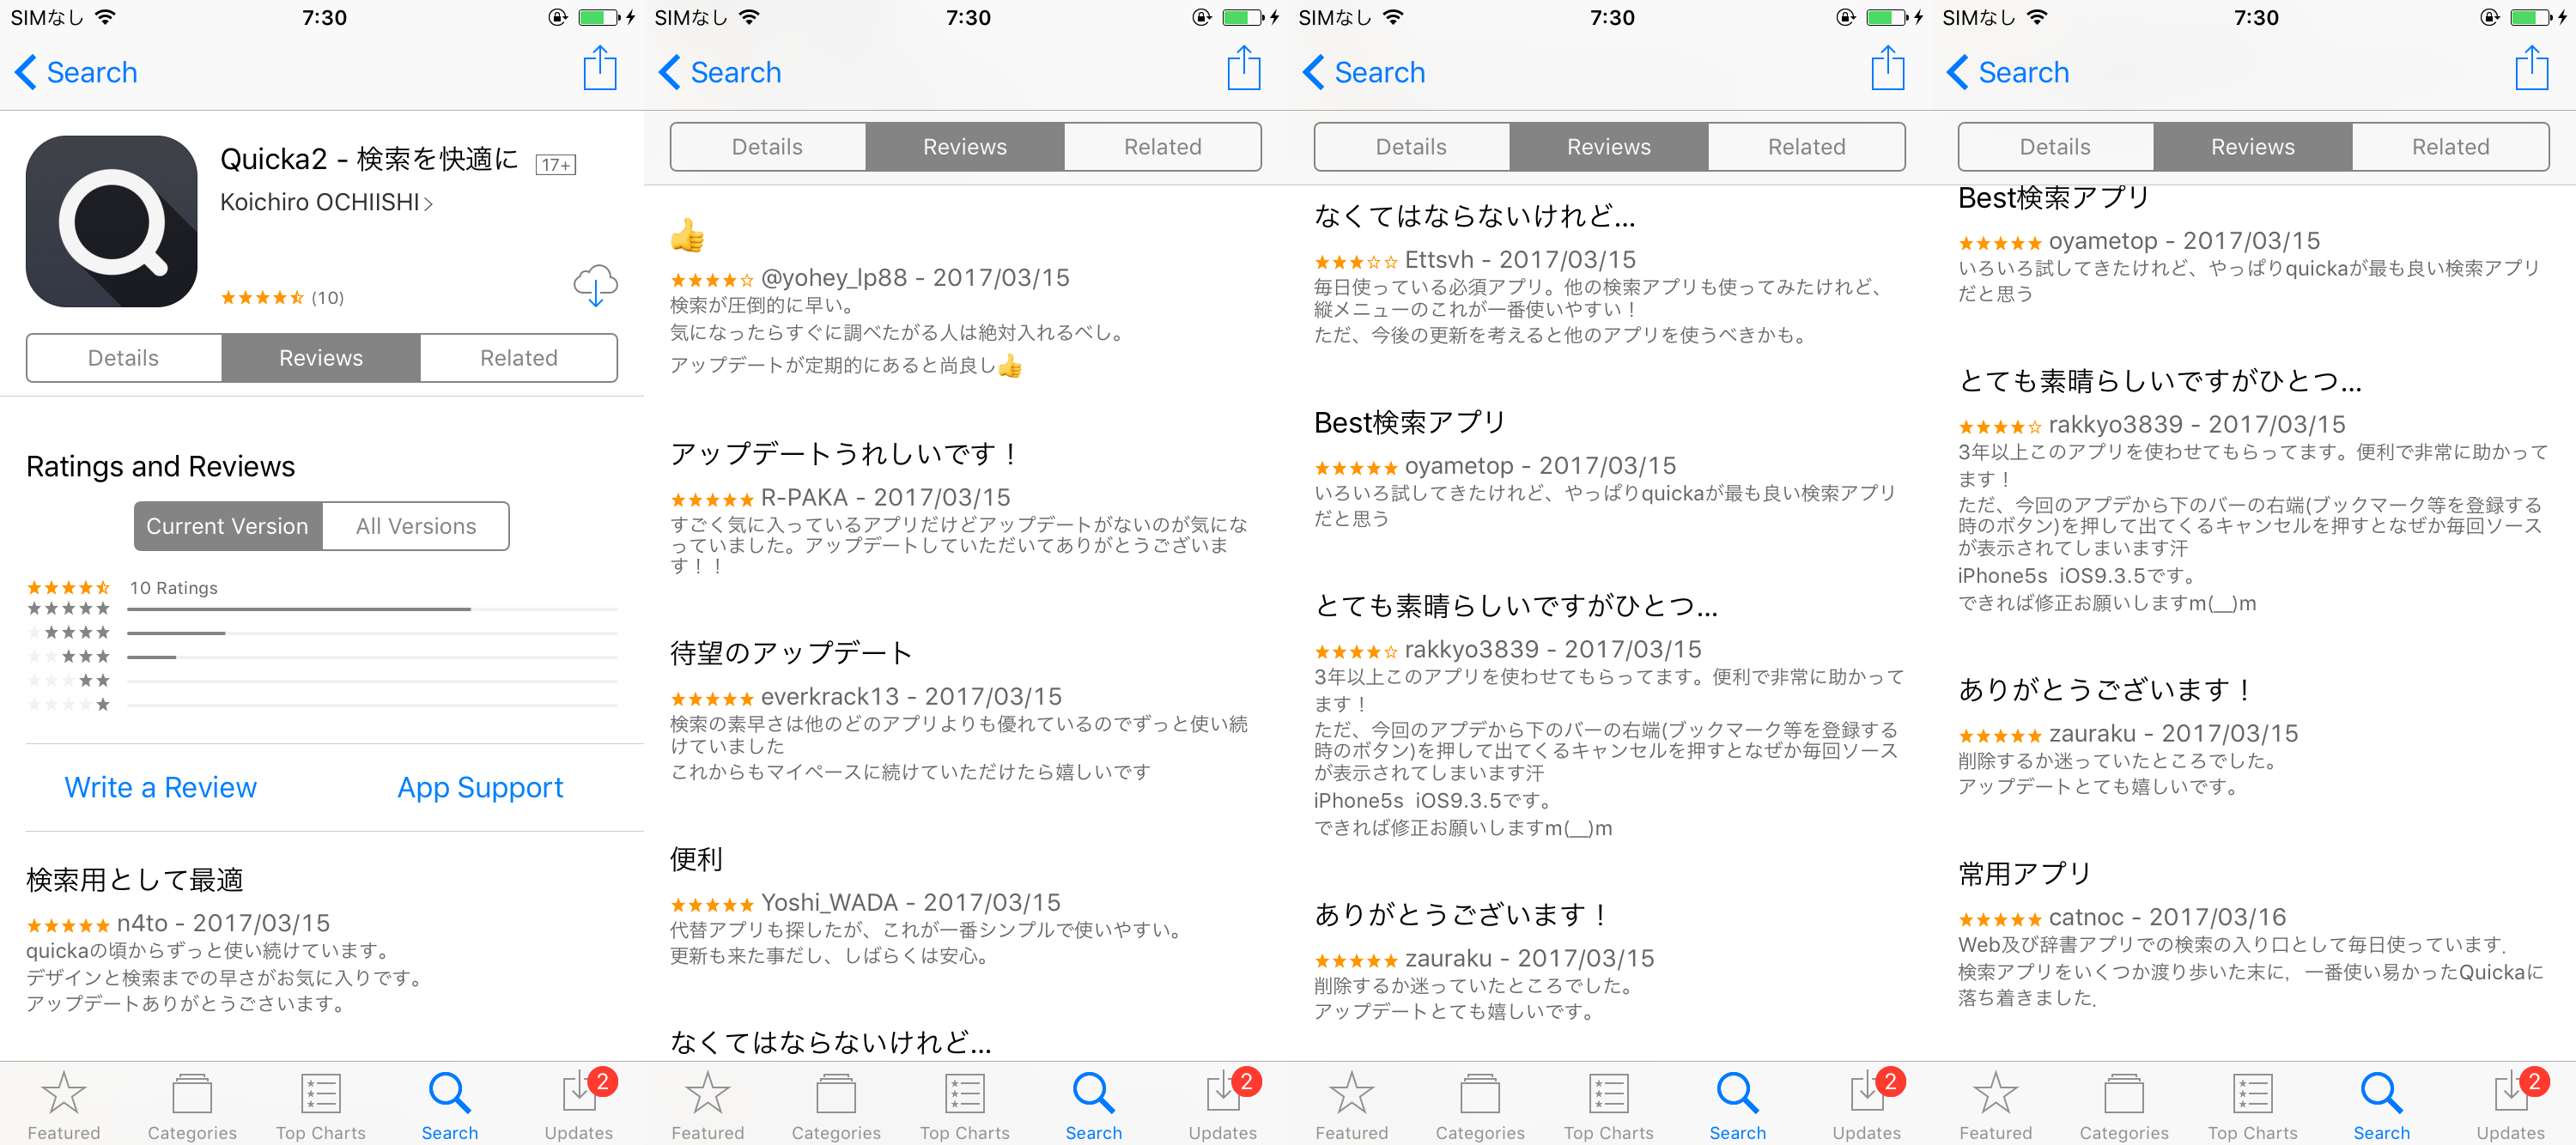 SIMなし
7:30
Search
Quicka2 - 検索を快適に 17+
Koichiro OCHIISHI
(10)
Details Reviews Related
Ratings and Reviews
Current Version All Versions
★★★★ 10 Ratings
★★★★★
★★★★
★★★
★★
★
Write a Review App Support
検索用として最適
★★★★★ n4to - 2017/03/15
quickaの頃からずっと使い続けています。
デザインと検索までの早さがお気に入りです。
アップデートありがとうごさいます。
Featured Categories Top Charts Search Updates 2
SIMなし
7:30
Search
Details Reviews Related
👍
★★★★☆ @yohey_lp88 - 2017/03/15
検索が圧倒的に早い。
気になったらすぐに調べたがる人は絶対入れるべし。
アップデートが定期的にあると尚良し👍
アップデートうれしいです！
★★★★★ R-PAKA - 2017/03/15
すごく気に入っているアプリだけどアップデートがないのが気にな
っていました。アップデートしていただいてありがとうございま
す！！
待望のアップデート
★★★★★ everkrack13 - 2017/03/15
検索の素早さは他のどのアプリよりも優れているのでずっと使い続
けていました
これからもマイペースに続けていただけたら嬉しいです
便利
★★★★★ Yoshi_WADA - 2017/03/15
代替アプリも探したが、これが一番シンプルで使いやすい。
更新も来た事だし、しばらくは安心。
なくてはならないけれど...
Featured Categories Top Charts Search Updates 2
SIMなし
7:30
Search
Details Reviews Related
なくてはならないけれど...
★★★☆☆ Ettsvh - 2017/03/15
毎日使っている必須アプリ。他の検索アプリも使ってみたけれど、
縦メニューのこれが一番使いやすい！
ただ、今後の更新を考えると他のアプリを使うべきかも。
Best検索アプリ
★★★★★ oyametop - 2017/03/15
いろいろ試してきたけれど、やっぱりquickaが最も良い検索アプリ
だと思う
とても素晴らしいですがひとつ...
★★★★☆ rakkyo3839 - 2017/03/15
3年以上このアプリを使わせてもらってます。便利で非常に助かって
ます！
ただ、今回のアプデから下のバーの右端(ブックマーク等を登録する
時のボタン)を押して出てくるキャンセルを押すとなぜか毎回ソース
が表示されてしまいます汗
iPhone5s iOS9.3.5です。
できれば修正お願いしますm(__)m
ありがとうございます！
★★★★★ zauraku - 2017/03/15
削除するか迷っていたところでした。
アップデートとても嬉しいです。
Featured Categories Top Charts Search Updates 2
SIMなし
7:30
Search
Details Reviews Related
Best検索アプリ
★★★★★ oyametop - 2017/03/15
いろいろ試してきたけれど、やっぱりquickaが最も良い検索アプリ
だと思う
とても素晴らしいですがひとつ...
★★★★☆ rakkyo3839 - 2017/03/15
3年以上このアプリを使わせてもらってます。便利で非常に助かって
ます！
ただ、今回のアプデから下のバーの右端(ブックマーク等を登録する
時のボタン)を押して出てくるキャンセルを押すとなぜか毎回ソース
が表示されてしまいます汗
iPhone5s iOS9.3.5です。
できれば修正お願いしますm(__)m
ありがとうございます！
★★★★★ zauraku - 2017/03/15
削除するか迷っていたところでした。
アップデートとても嬉しいです。
常用アプリ
★★★★★ catnoc - 2017/03/16
Web及び辞書アプリでの検索の入り口として毎日使っています．
検索アプリをいくつか渡り歩いた末に，一番使い易かったQuickaに
落ち着きました．
Featured Categories Top Charts Search Updates 2